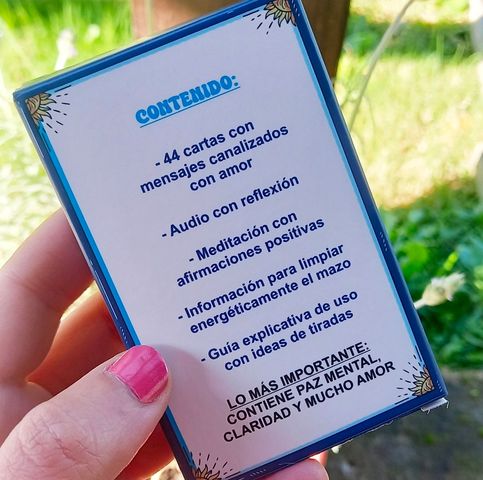 CONTENIDO:
- 44 cartas con
mensajes canalizados
con amor
- Audio con reflexión
- Meditación con
afirmaciones positivas
- Información para limpiar
energéticamente el mazo
- Guía explicativa de uso
con ideas de tiradas
LO MÁS IMPORTANTE:
CONTIENE PAZ MENTAL,
CLARIDAD Y MUCHO AMOR